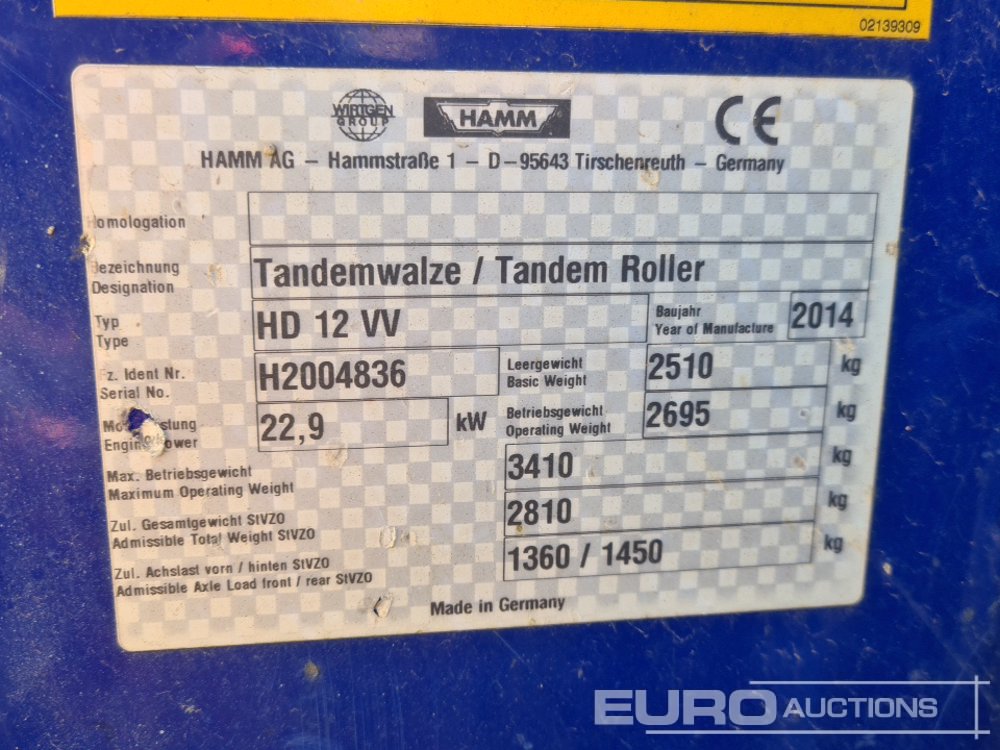 02139309
WIRTGEN
GROUP
HAMM
CE
HAMM AG – Hammstraße 1 – D–95643 Tirschenreuth – Germany
Homologation
Bezeichnung
Designation
Tandemwalze / Tandem Roller
Typ
Type
HD 12 VV
Baujahr
Year of Manufacture
2014
Fz. Ident Nr.
Serial No.
H2004836
Leergewicht
Basic Weight
2510 kg
Engine Power
22,9 kW
Betriebsgewicht
Operating Weight
2695 kg
Max. Betriebsgewicht
Maximum Operating Weight
3410 kg
Zul. Gesamtgewicht StVZO
Admissible Total Weight StVZO
2810 kg
Zul. Achslast vorn / hinten StVZO
Admissible Axle Load front / rear StVZO
1360 / 1450 kg
Made in Germany
EURO AUCTIONS